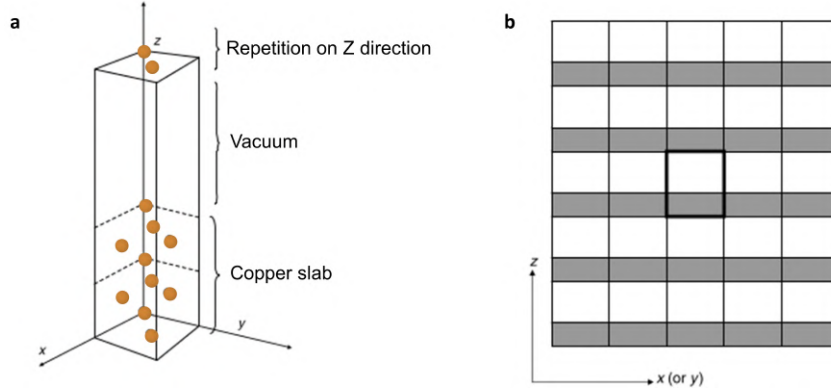 a
z
Repetition on Z direction
Vacuum
Copper slab
x
y
b
z
x (or y)